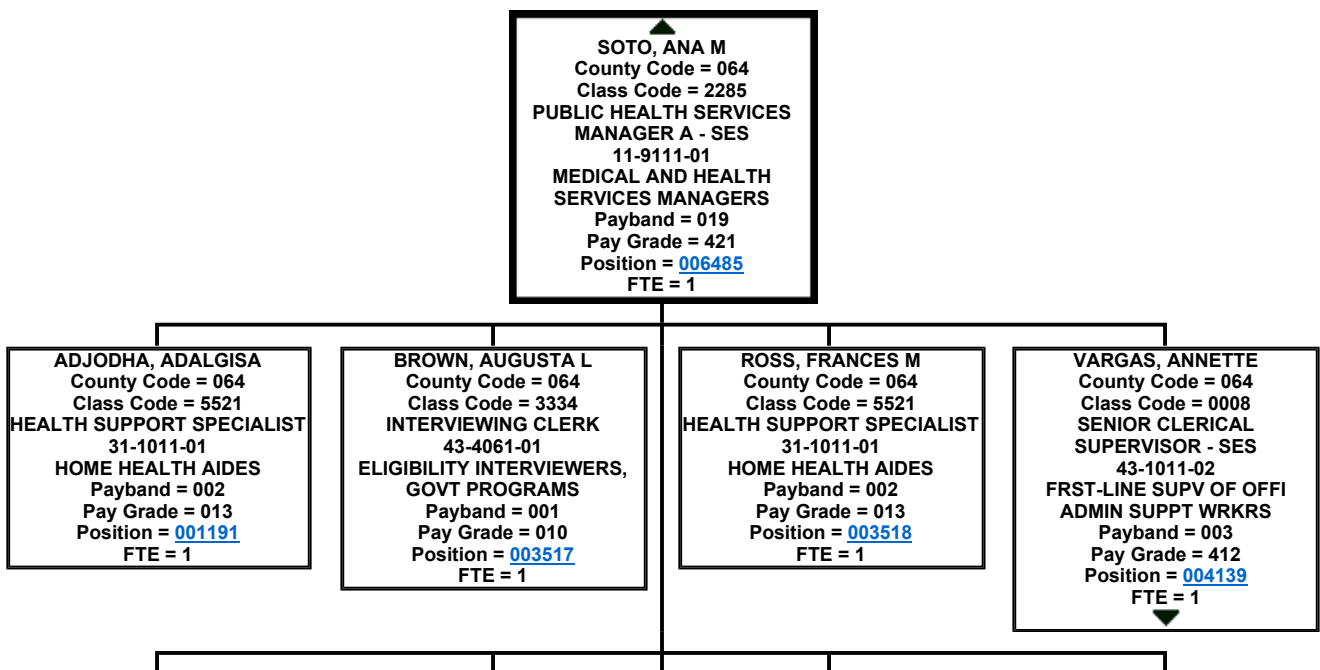 SOTO, ANA M
County Code = 064
Class Code = 2285
PUBLIC HEALTH SERVICES
MANAGER A - SES
11-9111-01
MEDICAL AND HEALTH
SERVICES MANAGERS
Payband = 019
Pay Grade = 421
Position = 006485
FTE = 1
ADJODHA, ADALGISA
County Code = 064
Class Code = 5521
HEALTH SUPPORT SPECIALIST
31-1011-01
HOME HEALTH AIDES
Payband = 002
Pay Grade = 013
Position = 001191
FTE = 1
BROWN, AUGUSTA L
County Code = 064
Class Code = 3334
INTERVIEWING CLERK
43-4061-01
ELIGIBILITY INTERVIEWERS,
GOVT PROGRAMS
Payband = 001
Pay Grade = 010
Position = 003517
FTE = 1
ROSS, FRANCES M
County Code = 064
Class Code = 5521
HEALTH SUPPORT SPECIALIST
31-1011-01
HOME HEALTH AIDES
Payband = 002
Pay Grade = 013
Position = 003518
FTE = 1
VARGAS, ANNETTE
County Code = 064
Class Code = 0008
SENIOR CLERICAL
SUPERVISOR - SES
43-1011-02
FRST-LINE SUPV OF OFFI
ADMIN SUPPT WRKRS
Payband = 003
Pay Grade = 412
Position = 004139
FTE = 1